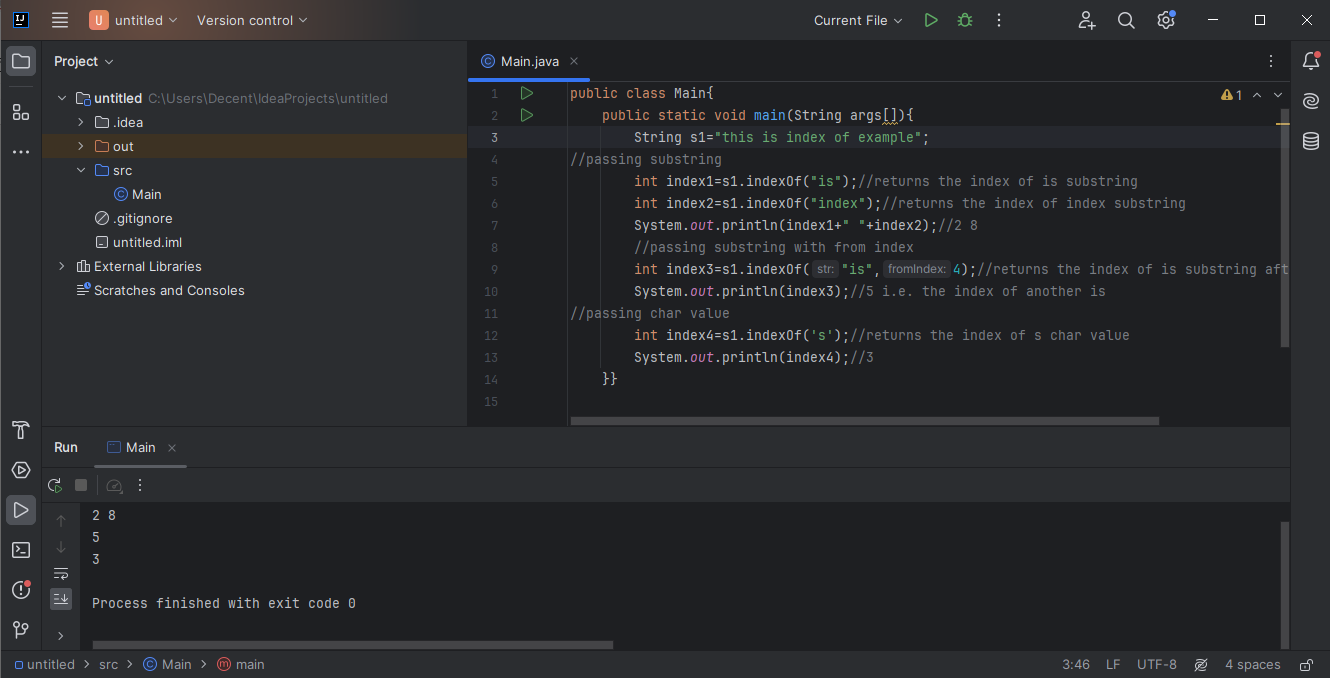 U untitled Version control Current File
Project
untitled C:\Users\Decent\IdeaProjects\untitled
.idea
out
src
Main
.gitignore
untitled.iml
External Libraries
Scratches and Consoles
Main.java
1 public class Main{
2 public static void main(String args[]){
3 String s1="this is index of example";
4 //passing substring
5 int index1=s1.indexOf("is");//returns the index of is substring
6 int index2=s1.indexOf("index");//returns the index of index substring
7 System.out.println(index1+" "+index2);//2 8
8 //passing substring with from index
9 int index3=s1.indexOf( str: "is", fromIndex: 4);//returns the index of is substring aft
10 System.out.println(index3);//5 i.e. the index of another is
11 //passing char value
12 int index4=s1.indexOf('s');//returns the index of s char value
13 System.out.println(index4);//3
14 }}
15
1
Run Main
2 8
5
3
Process finished with exit code 0
untitled > src > Main > main 3:46 LF UTF-8 4 spaces